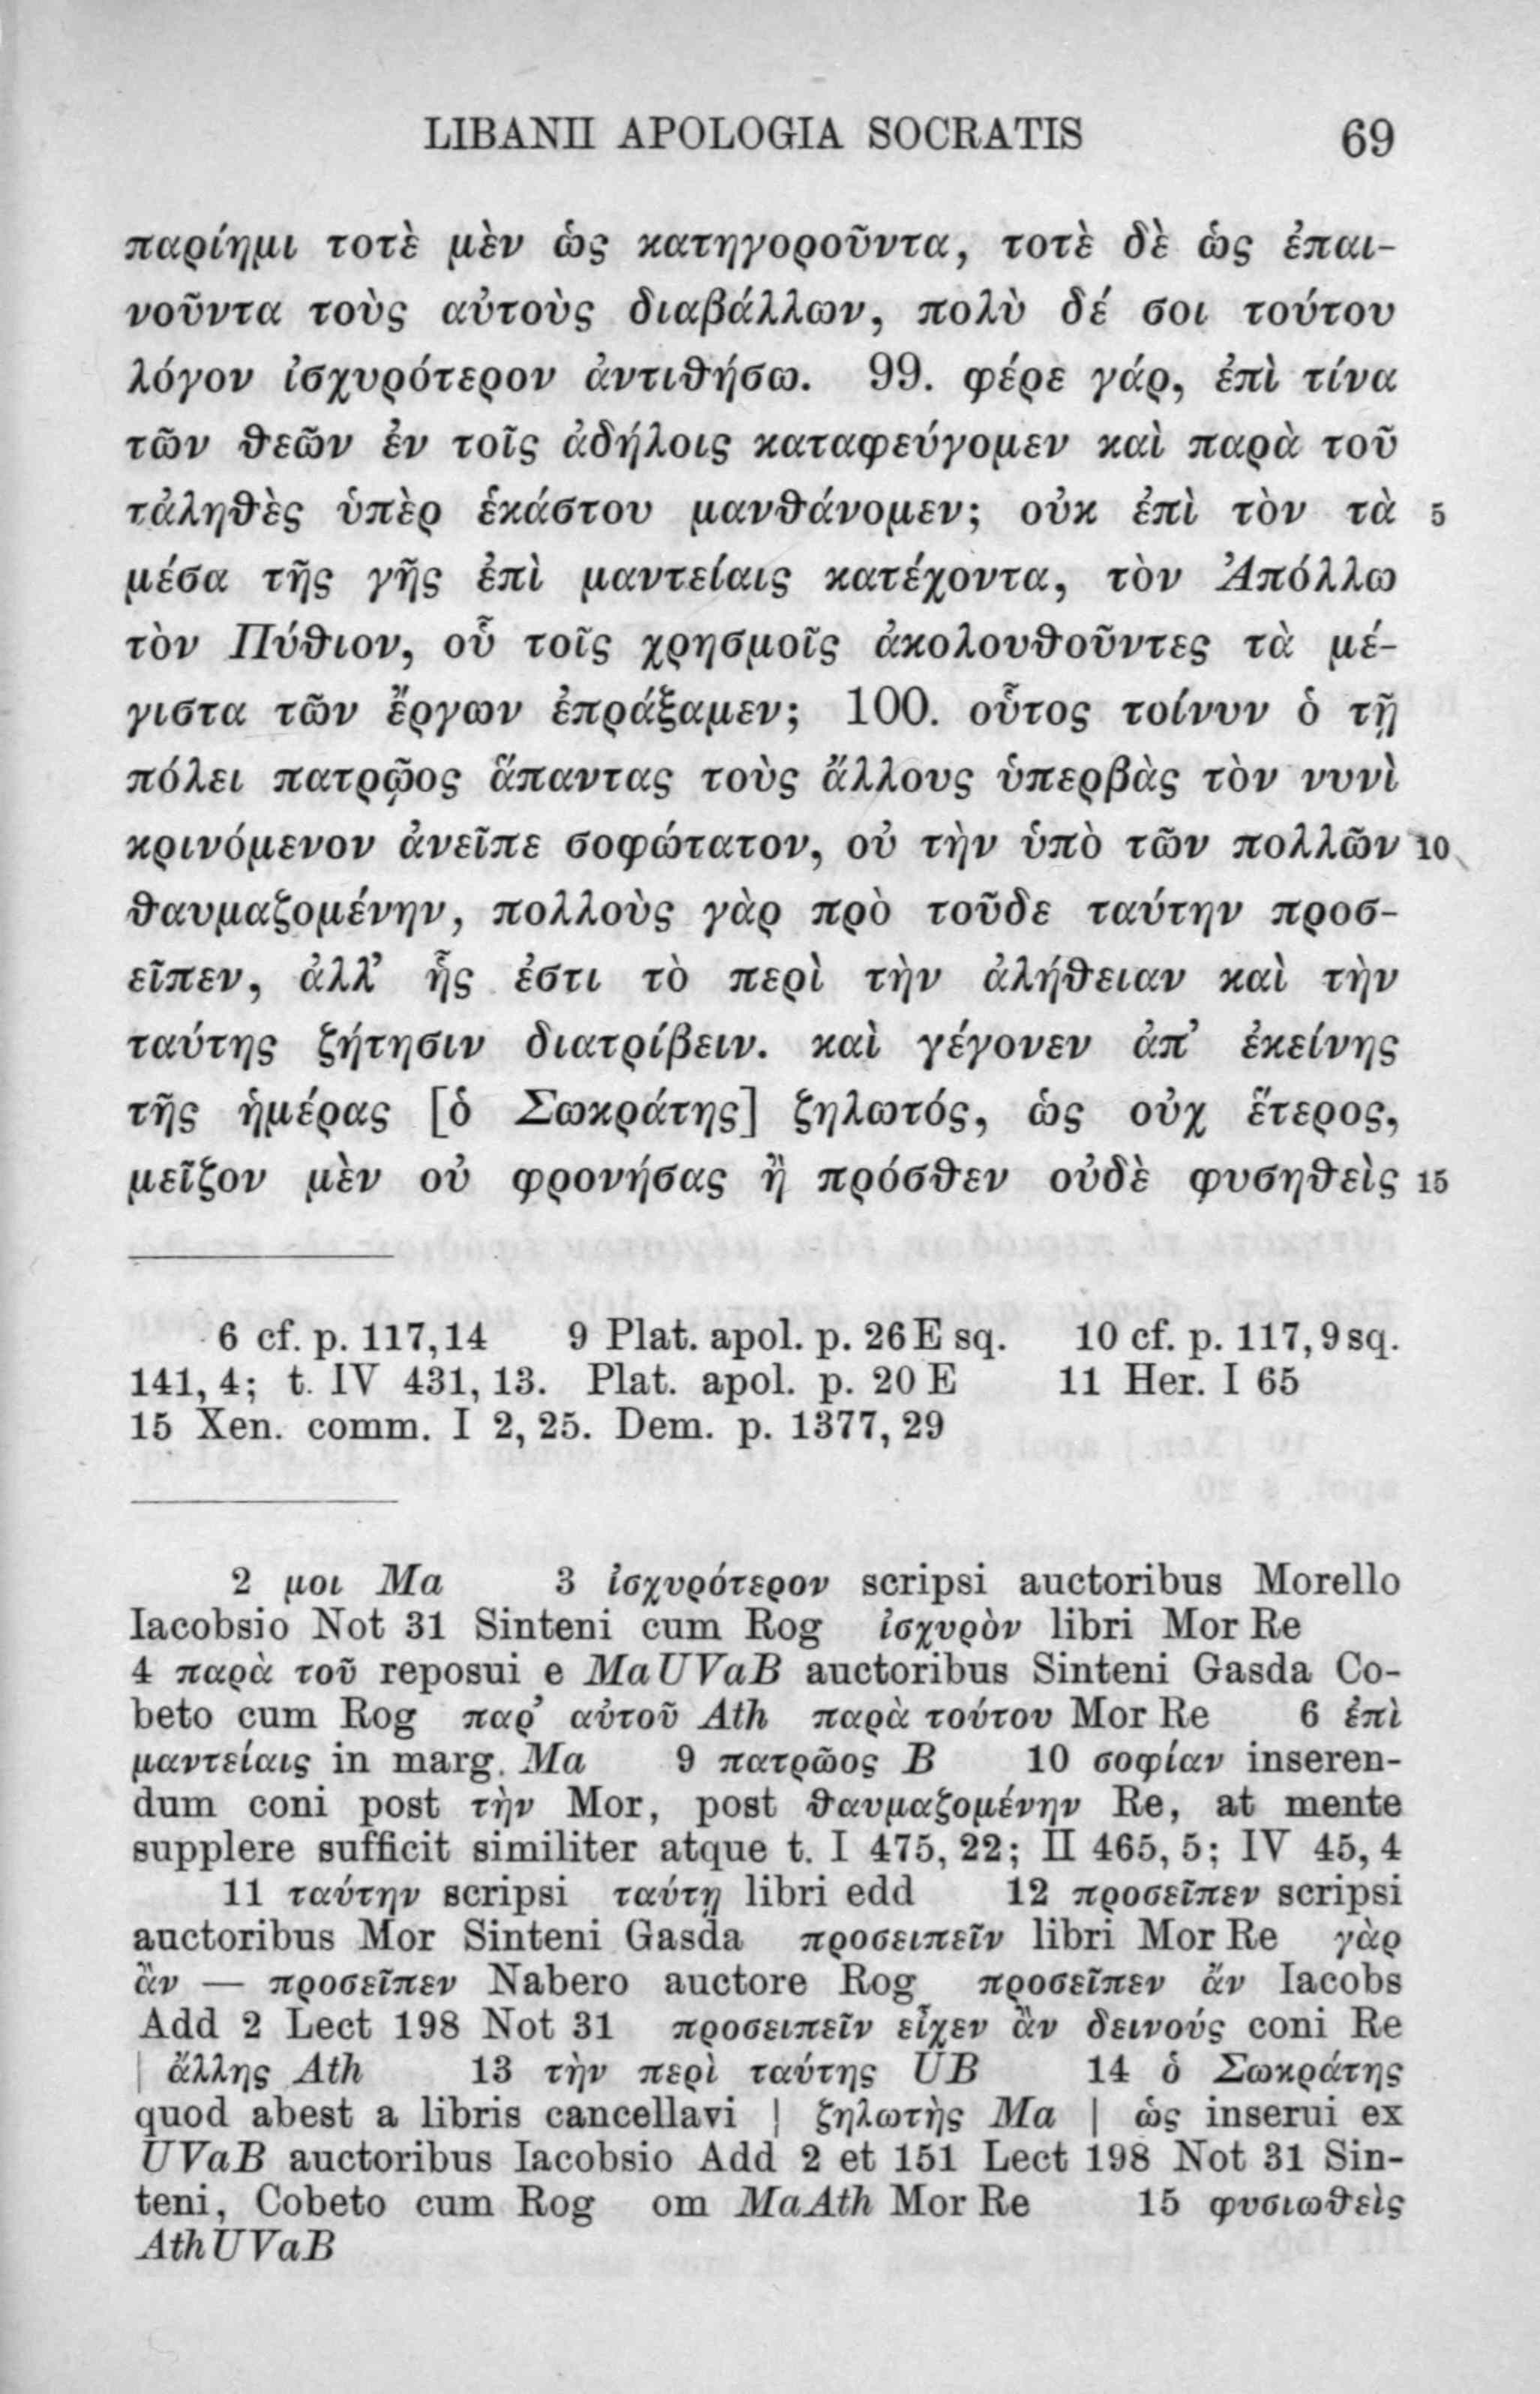 LIBANII APOLOGIA SOCRATIS 69
παρίημι τοτὲ μὲν ὡς κατηγοροῦντα, τοτὲ δὲ ὡς ἐπαι-
νοῦντα τοὺς αὐτοὺς διαβάλλων, πολὺ δέ σοι τούτου
λόγον ἰσχυρότερον ἀντιθήσω. 99. φέρε γάρ, ἐπὶ τίνα
τῶν θεῶν ἐν τοῖς ἀδήλοις καταφεύγομεν καὶ παρὰ τοῦ
τἀληθὲς ὑπὲρ ἑκάστου μανθάνομεν; οὐκ ἐπὶ τὸν τὰ 5
μέσα τῆς γῆς ἐπὶ μαντείαις κατέχοντα, τὸν Ἀπόλλω
τὸν Πύθιον, οὗ τοῖς χρησμοῖς ἀκολουθοῦντες τὰ μέ-
γιστα τῶν ἔργων ἐπράξαμεν; 100. οὗτος τοίνυν ὁ τῇ
πόλει πατρῷος ἅπαντας τοὺς ἄλλους ὑπερβὰς τὸν νυνὶ
κρινόμενον ἀνεῖπε σοφώτατον, οὐ τὴν ὑπὸ τῶν πολλῶν 10
θαυμαζομένην, πολλοὺς γὰρ πρὸ τοῦδε ταύτην προσ-
εῖπεν, ἀλλ’ ἧς ἐστι τὸ περὶ τὴν ἀλήθειαν καὶ τὴν
ταύτης ζήτησιν διατρίβειν. καὶ γέγονεν ἀπ’ ἐκείνης
τῆς ἡμέρας [ὁ Σωκράτης] ζηλωτός, ὡς οὐχ ἕτερος,
μεῖζον μὲν οὐ φρονήσας ἢ πρόσθεν οὐδὲ φυσηθεὶς 15
6 cf. p. 117,14 9 Plat. apol. p. 26 E sq. 10 cf. p. 117, 9 sq.
141, 4; t. IV 431, 13. Plat. apol. p. 20 E 11 Her. I 65
15 Xen. comm. I 2, 25. Dem. p. 1377, 29
2 μοι Ma 3 ἰσχυρότερον scripsi auctoribus Morello
Iacobsio Not 31 Sinteni cum Rog ἰσχυρὸν libri Mor Re
4 παρὰ τοῦ reposui e MaUVaB auctoribus Sinteni Gasda Co-
beto cum Rog παρ’ αὐτοῦ Ath παρὰ τούτου Mor Re 6 ἐπὶ
μαντείαις in marg. Ma 9 πατρῶος B 10 σοφίαν inseren-
dum coni post τὴν Mor, post θαυμαζομένην Re, at mente
supplere sufficit similiter atque t. I 475, 22; II 465, 5; IV 45, 4
11 ταύτην scripsi ταύτῃ libri edd 12 προσεῖπεν scripsi
auctoribus Mor Sinteni Gasda προσειπεῖν libri Mor Re γὰρ
ἂν — προσεῖπεν Nabero auctore Rog προσεῖπεν ἄν Iacobs
Add 2 Lect 198 Not 31 προσειπεῖν εἶχεν ἂν δεινούς coni Re
| ἄλλης Ath 13 τὴν περὶ ταύτης UB 14 ὁ Σωκράτης
quod abest a libris cancellavi | ζηλωτὴς Ma | ὡς inserui ex
UVaB auctoribus Iacobsio Add 2 et 151 Lect 198 Not 31 Sin-
teni, Cobeto cum Rog om MaAth Mor Re 15 φυσιωθεὶς
AthUVaB